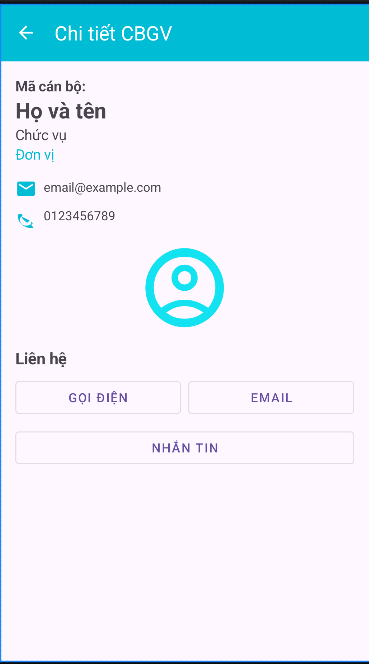 Chi tiết CBGV
Mã cán bộ:
Họ và tên
Chức vụ
Đơn vị
email@example.com
0123456789
Liên hệ
GỌI ĐIỆN
EMAIL
NHẮN TIN